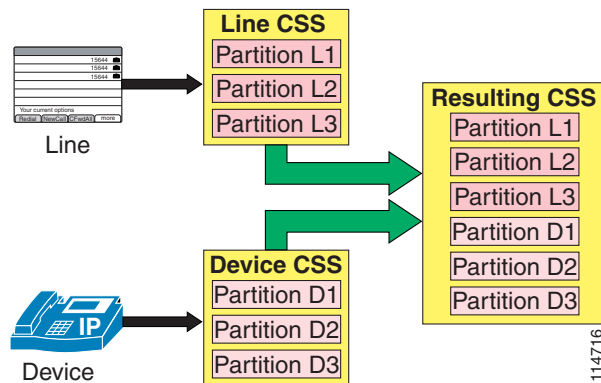 15644
15644
15644
Your current options
Redial NewCall CFwdAll more
Line
Line CSS
Partition L1
Partition L2
Partition L3
Device CSS
Partition D1
Partition D2
Partition D3
IP
Device
Resulting CSS
Partition L1
Partition L2
Partition L3
Partition D1
Partition D2
Partition D3
114716